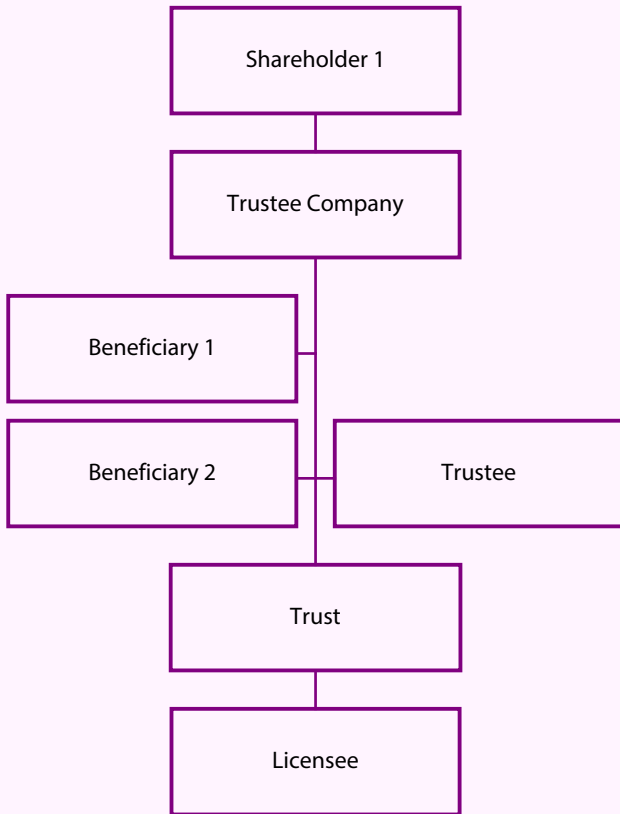 Shareholder 1
Trustee Company
Beneficiary 1
Beneficiary 2
Trustee
Trust
Licensee